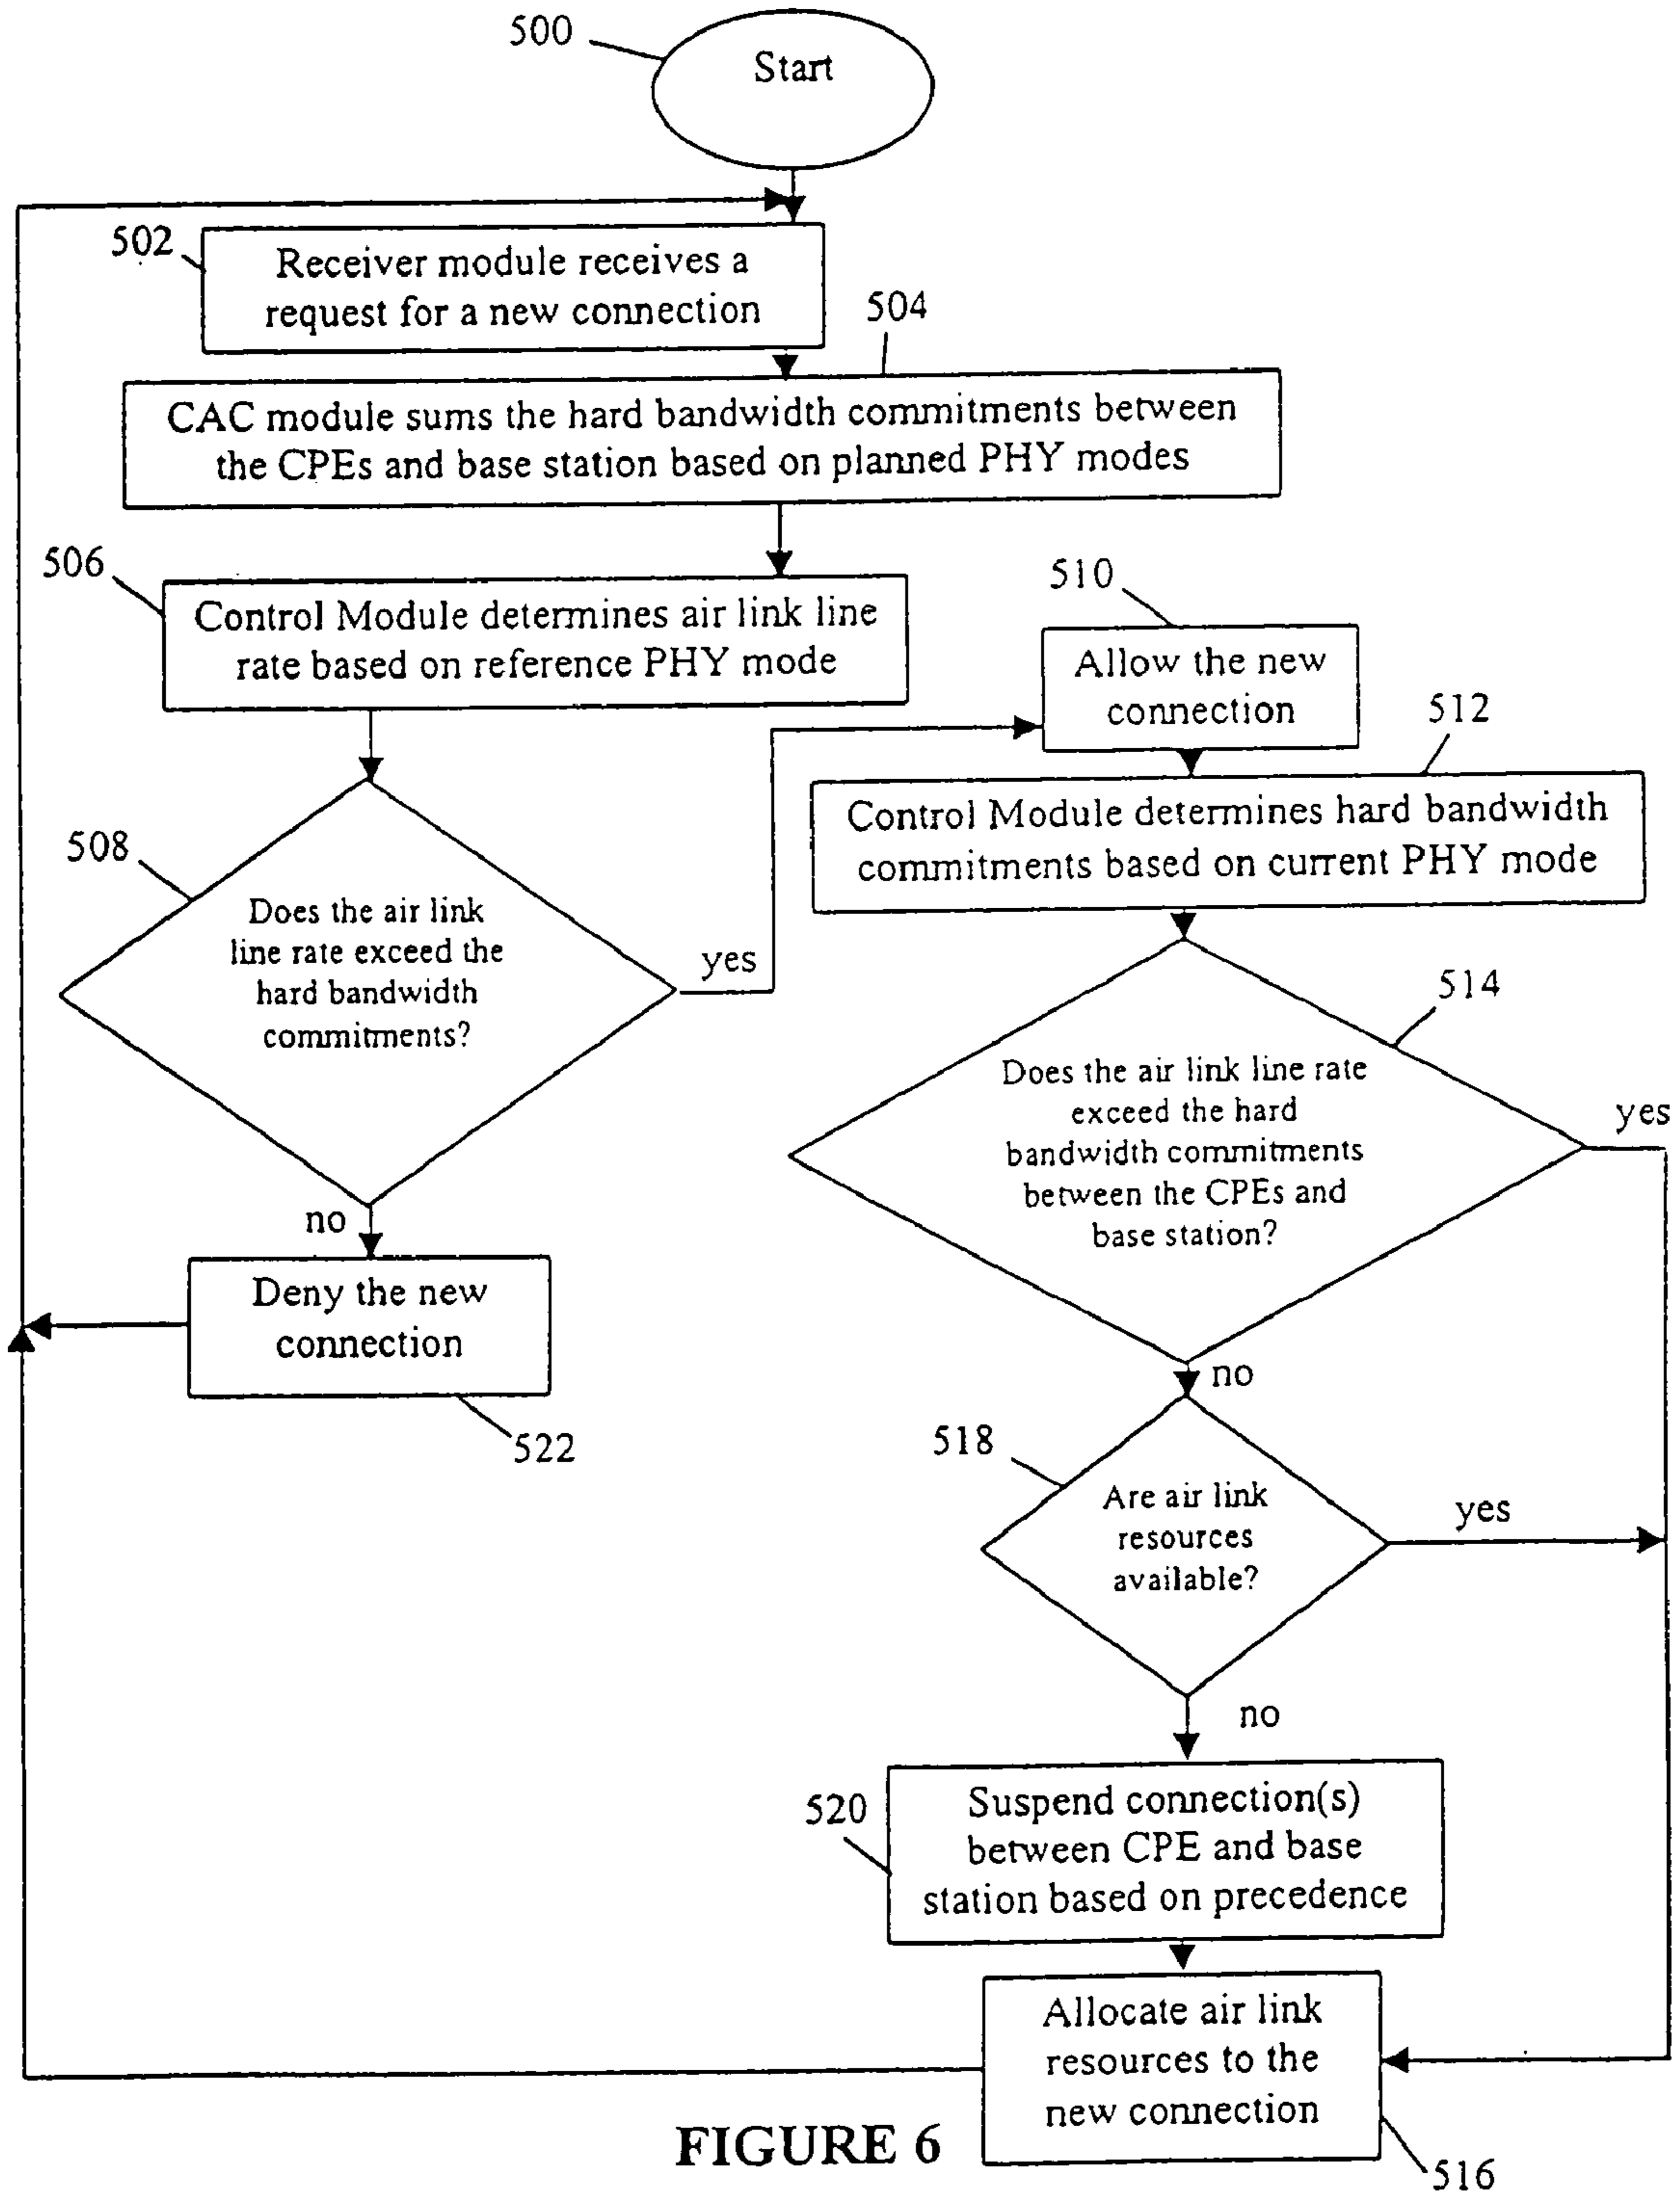 500
Start
502
Receiver module receives a
request for a new connection
504
CAC module sums the hard bandwidth commitments between
the CPEs and base station based on planned PHY modes
506
Control Module determines air link line
rate based on reference PHY mode
510
Allow the new
connection
512
Control Module determines hard bandwidth
commitments based on current PHY mode
508
Does the air link
line rate exceed the
hard bandwidth
commitments?
yes
no
514
Does the air link line rate
exceed the hard
bandwidth commitments
between the CPEs and
base station?
yes
no
Deny the new
connection
522
518
Are air link
resources
available?
yes
no
520
Suspend connection(s)
between CPE and base
station based on precedence
Allocate air link
resources to the
new connection
516
FIGURE 6